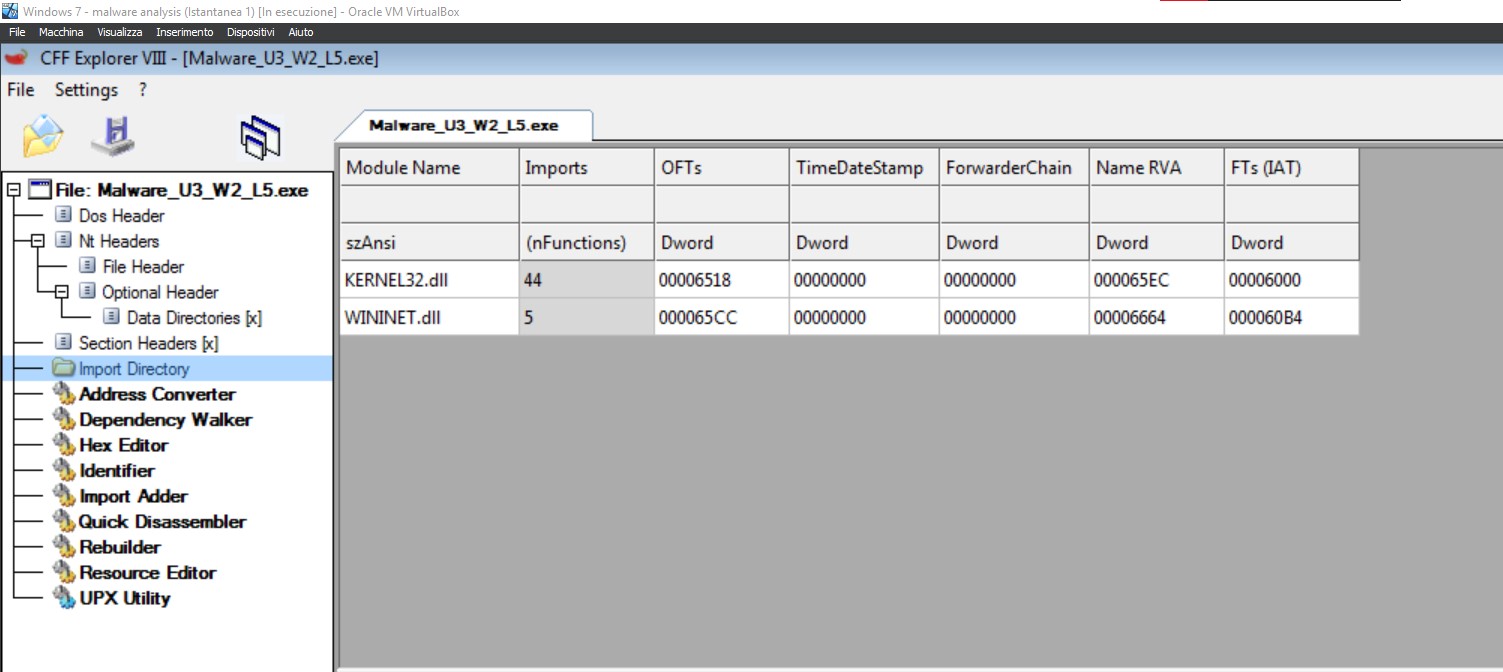 Windows 7 - malware analysis (Istantanea 1) [In esecuzione] - Oracle VM VirtualBox
File Macchina Visualizza Inserimento Dispositivi Aiuto
CFF Explorer VIII - [Malware_U3_W2_L5.exe]
File Settings ?
Malware_U3_W2_L5.exe
File: Malware_U3_W2_L5.exe
Dos Header
Nt Headers
File Header
Optional Header
Data Directories [x]
Section Headers [x]
Import Directory
Address Converter
Dependency Walker
Hex Editor
Identifier
Import Adder
Quick Disassembler
Rebuilder
Resource Editor
UPX Utility
Module Name Imports OFTs TimeDateStamp ForwarderChain Name RVA FTs (IAT)
szAnsi (nFunctions) Dword Dword Dword Dword Dword
KERNEL32.dll 44 00006518 00000000 00000000 000065EC 00006000
WININET.dll 5 000065CC 00000000 00000000 00006664 000060B4